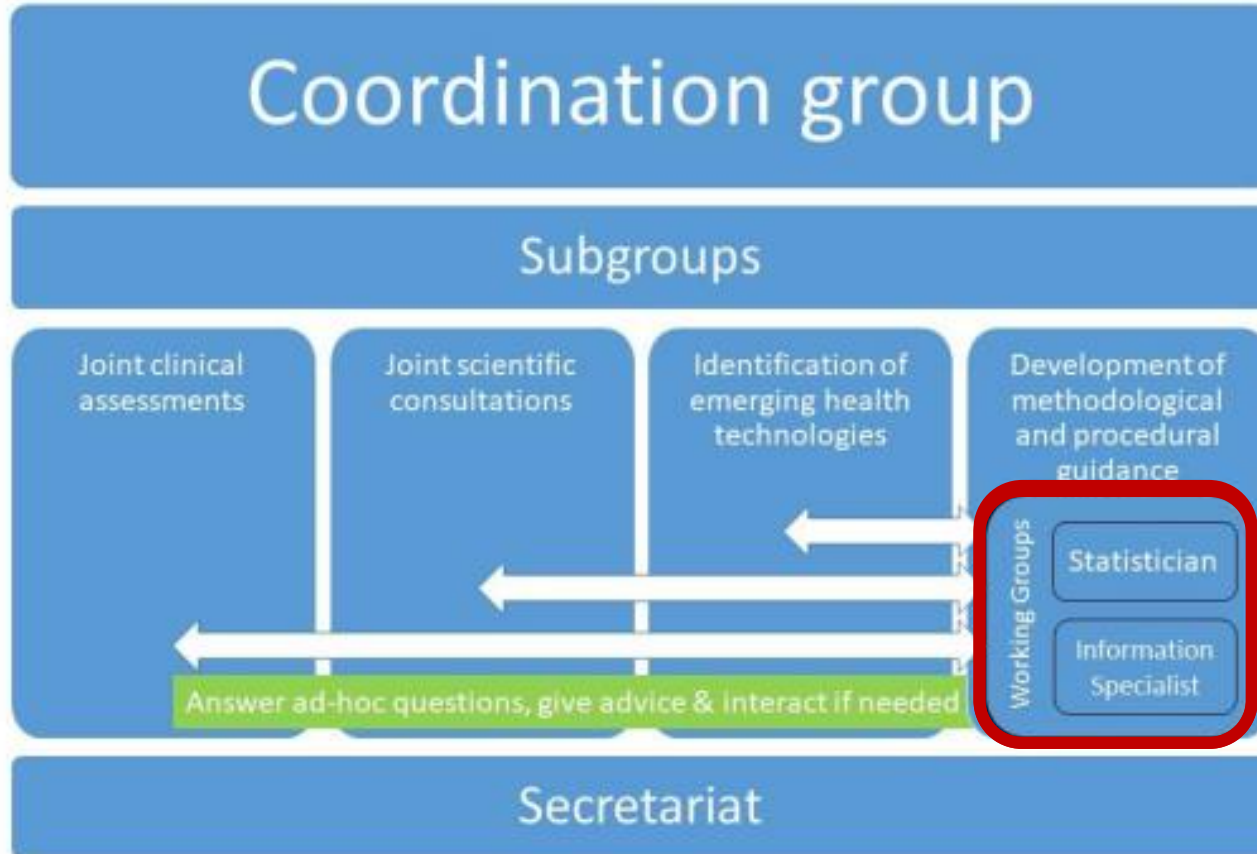 Coordination group
Subgroups
Joint clinical
assessments
Joint scientific
consultations
Identification of
emerging health
technologies
Development of
methodological
and procedural
guidance
Working Groups
Statistician
Information
Specialist
Answer ad-hoc questions, give advice & interact if needed
Secretariat